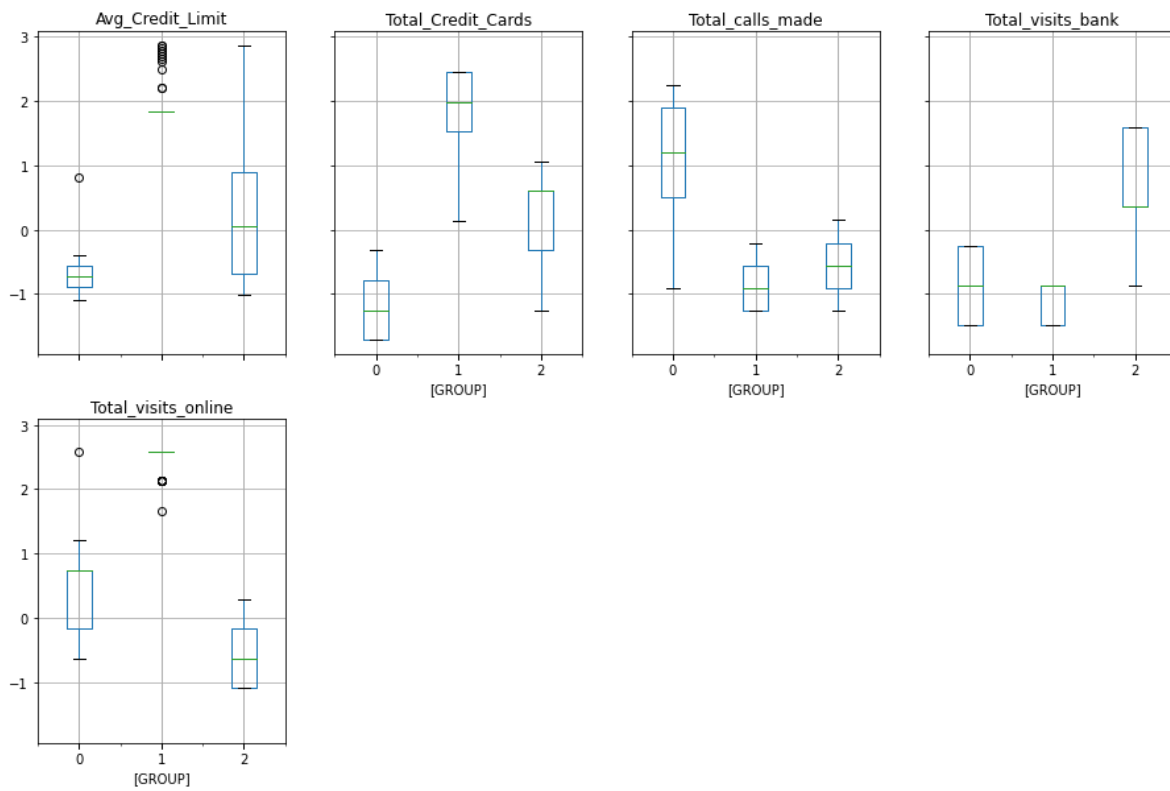 Avg_Credit_Limit Total_Credit_Cards Total_calls_made Total_visits_bank
3
2
1
0
−1
0 1 2 0 1 2 0 1 2
[GROUP] [GROUP] [GROUP]
Total_visits_online
3
2
1
0
−1
0 1 2
[GROUP]